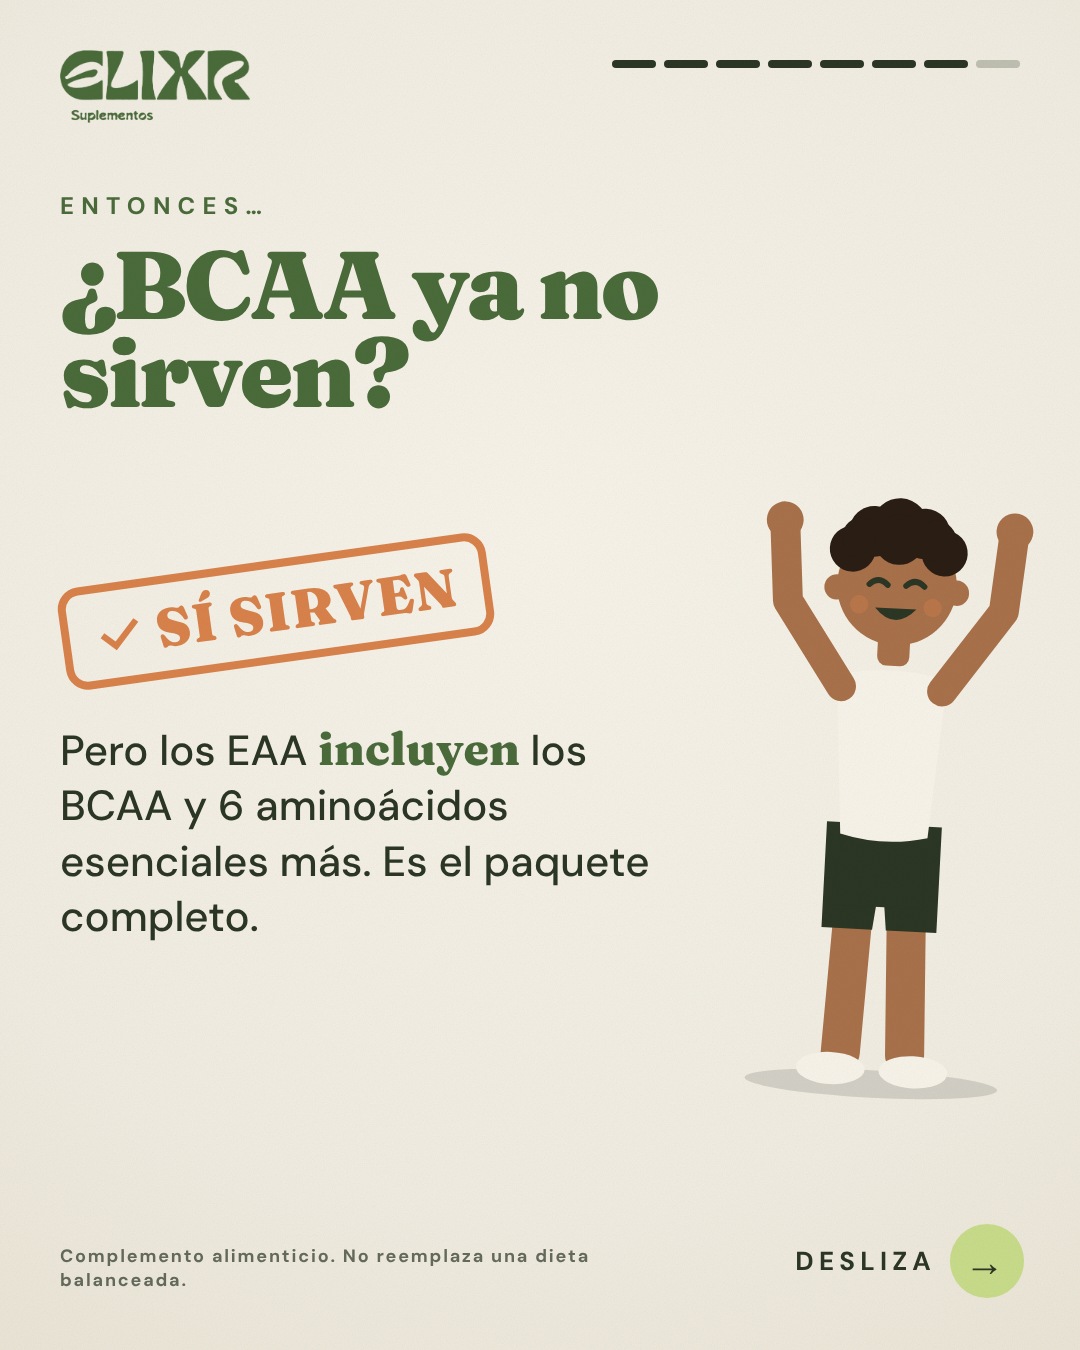 ELIXR
Suplementos
ENTONCES…
¿BCAA ya no
sirven?
✓ SÍ SIRVEN
Pero los EAA incluyen los
BCAA y 6 aminoácidos
esenciales más. Es el paquete
completo.
Complemento alimenticio. No reemplaza una dieta
balanceada.
DESLIZA →